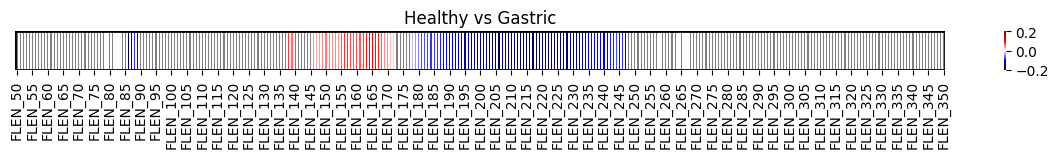 Healthy vs Gastric
0.2
0.0
−0.2
FLEN_50
FLEN_55
FLEN_60
FLEN_65
FLEN_70
FLEN_75
FLEN_80
FLEN_85
FLEN_90
FLEN_95
FLEN_100
FLEN_105
FLEN_110
FLEN_115
FLEN_120
FLEN_125
FLEN_130
FLEN_135
FLEN_140
FLEN_145
FLEN_150
FLEN_155
FLEN_160
FLEN_165
FLEN_170
FLEN_175
FLEN_180
FLEN_185
FLEN_190
FLEN_195
FLEN_200
FLEN_205
FLEN_210
FLEN_215
FLEN_220
FLEN_225
FLEN_230
FLEN_235
FLEN_240
FLEN_245
FLEN_250
FLEN_255
FLEN_260
FLEN_265
FLEN_270
FLEN_275
FLEN_280
FLEN_285
FLEN_290
FLEN_295
FLEN_300
FLEN_305
FLEN_310
FLEN_315
FLEN_320
FLEN_325
FLEN_330
FLEN_335
FLEN_340
FLEN_345
FLEN_350